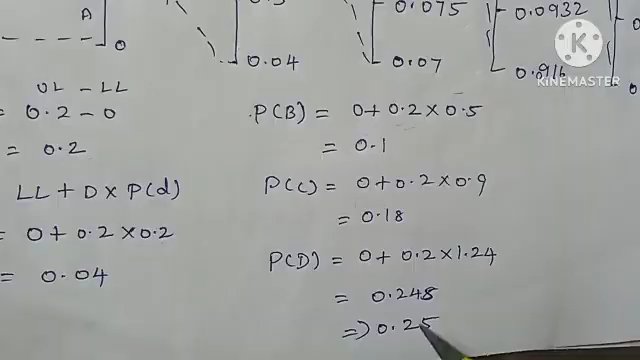 A
0
0.04
0.075
0.07
0.0932
0.0916
KINEMASTER
UL - LL
= 0.2 - 0
= 0.2
LL + D x P(d)
= 0 + 0.2 x 0.2
= 0.04
P(B) = 0 + 0.2 x 0.5
= 0.1
P(C) = 0 + 0.2 x 0.9
= 0.18
P(D) = 0 + 0.2 x 1.24
= 0.248
=> 0.25